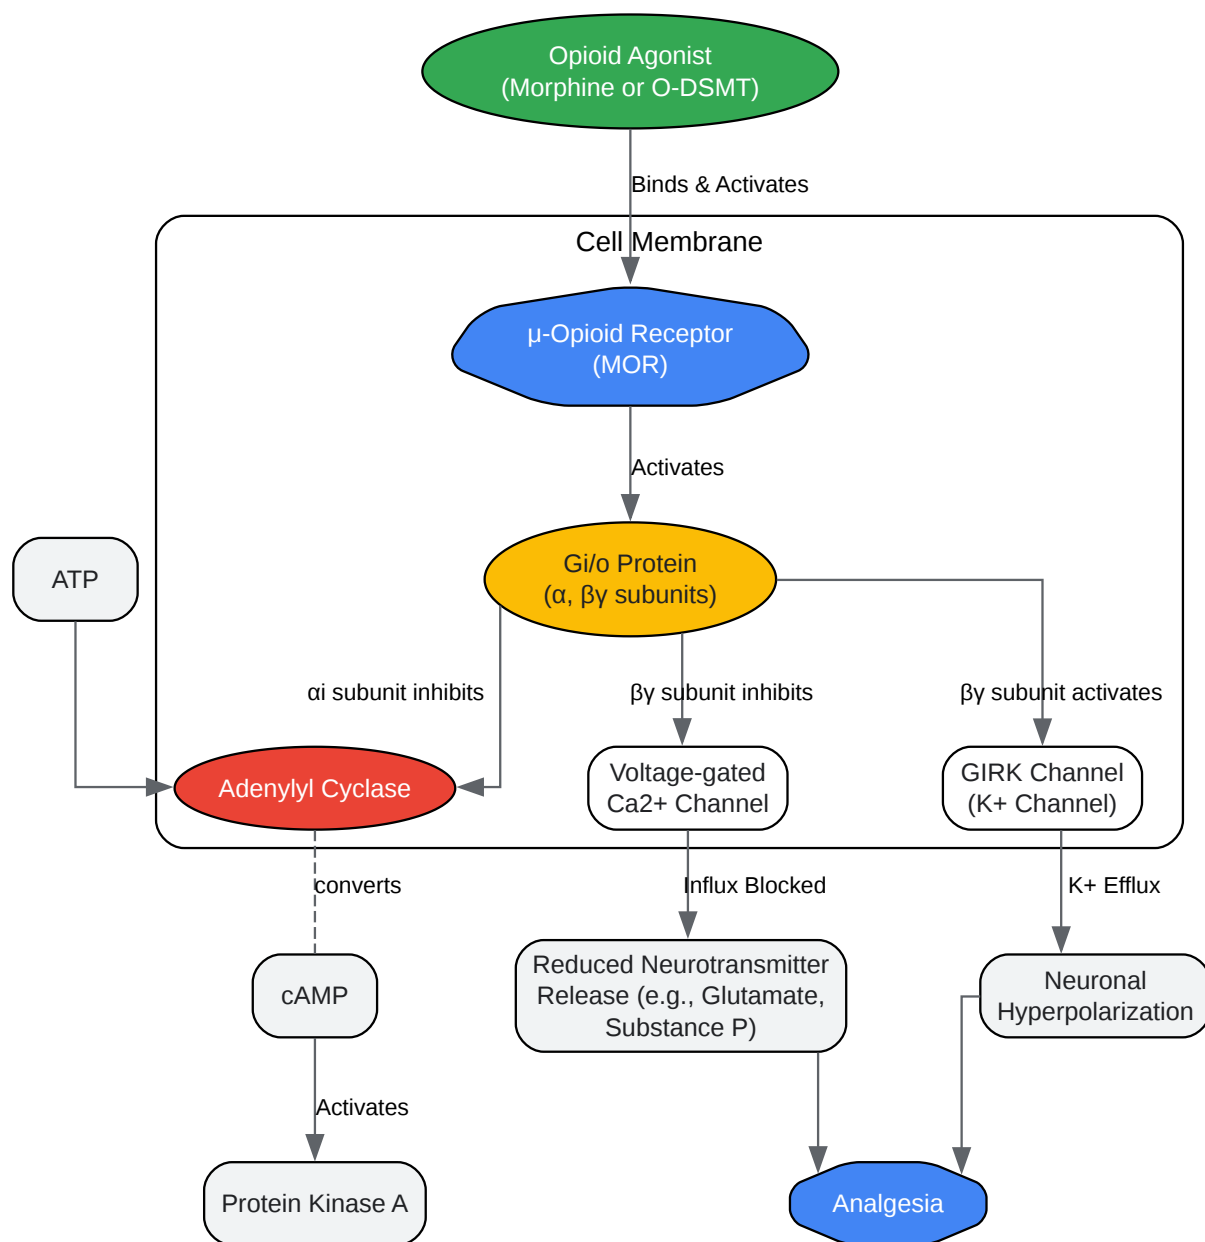 Opioid Agonist
(Morphine or O-DSMT)
Binds & Activates
Cell Membrane
μ-Opioid Receptor
(MOR)
Activates
Gi/o Protein
(α, βγ subunits)
ATP
αi subunit inhibits
βγ subunit inhibits
βγ subunit activates
Adenylyl Cyclase
Voltage-gated
Ca2+ Channel
GIRK Channel
(K+ Channel)
converts
Influx Blocked
K+ Efflux
cAMP
Reduced Neurotransmitter
Release (e.g., Glutamate,
Substance P)
Neuronal
Hyperpolarization
Activates
Protein Kinase A
Analgesia